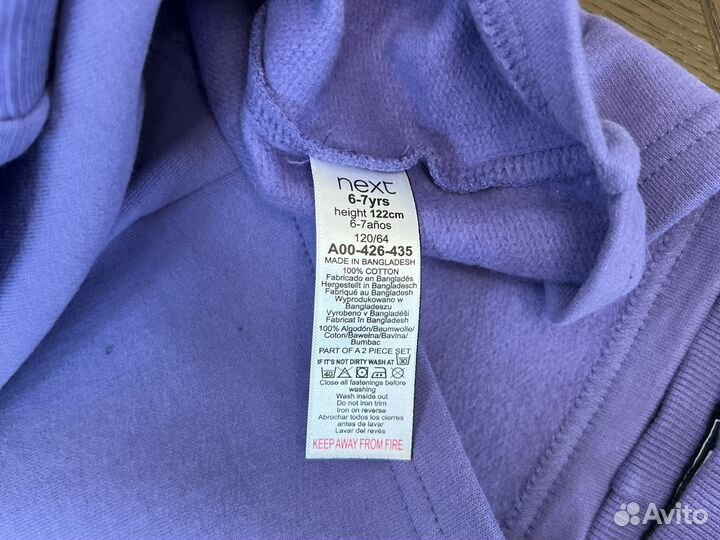 next
6-7yrs
height 122cm
6-7años
120/64
A00-426-435
MADE IN BANGLADESH
100% COTTON
Fabricado en Bangladés
Hergestellt in Bangladesch
Fabriqué au Bangladesh
Wyprodukowano w
Bangladeszu
Vyrobeno v Bangladéši
Fabricat în Bangladesh
100% Algodón/Baumwolle/
Coton/Bawełna/Bavlna/
Bumbac
PART OF A 2 PIECE SET
IF IT'S NOT DIRTY WASH AT 30
40
Close all fastenings before
washing
Wash inside out
Do not iron trim
Iron on reverse
Abrochar todos los cierres
antes de lavar
Lavar del revés
KEEP AWAY FROM FIRE
Avito